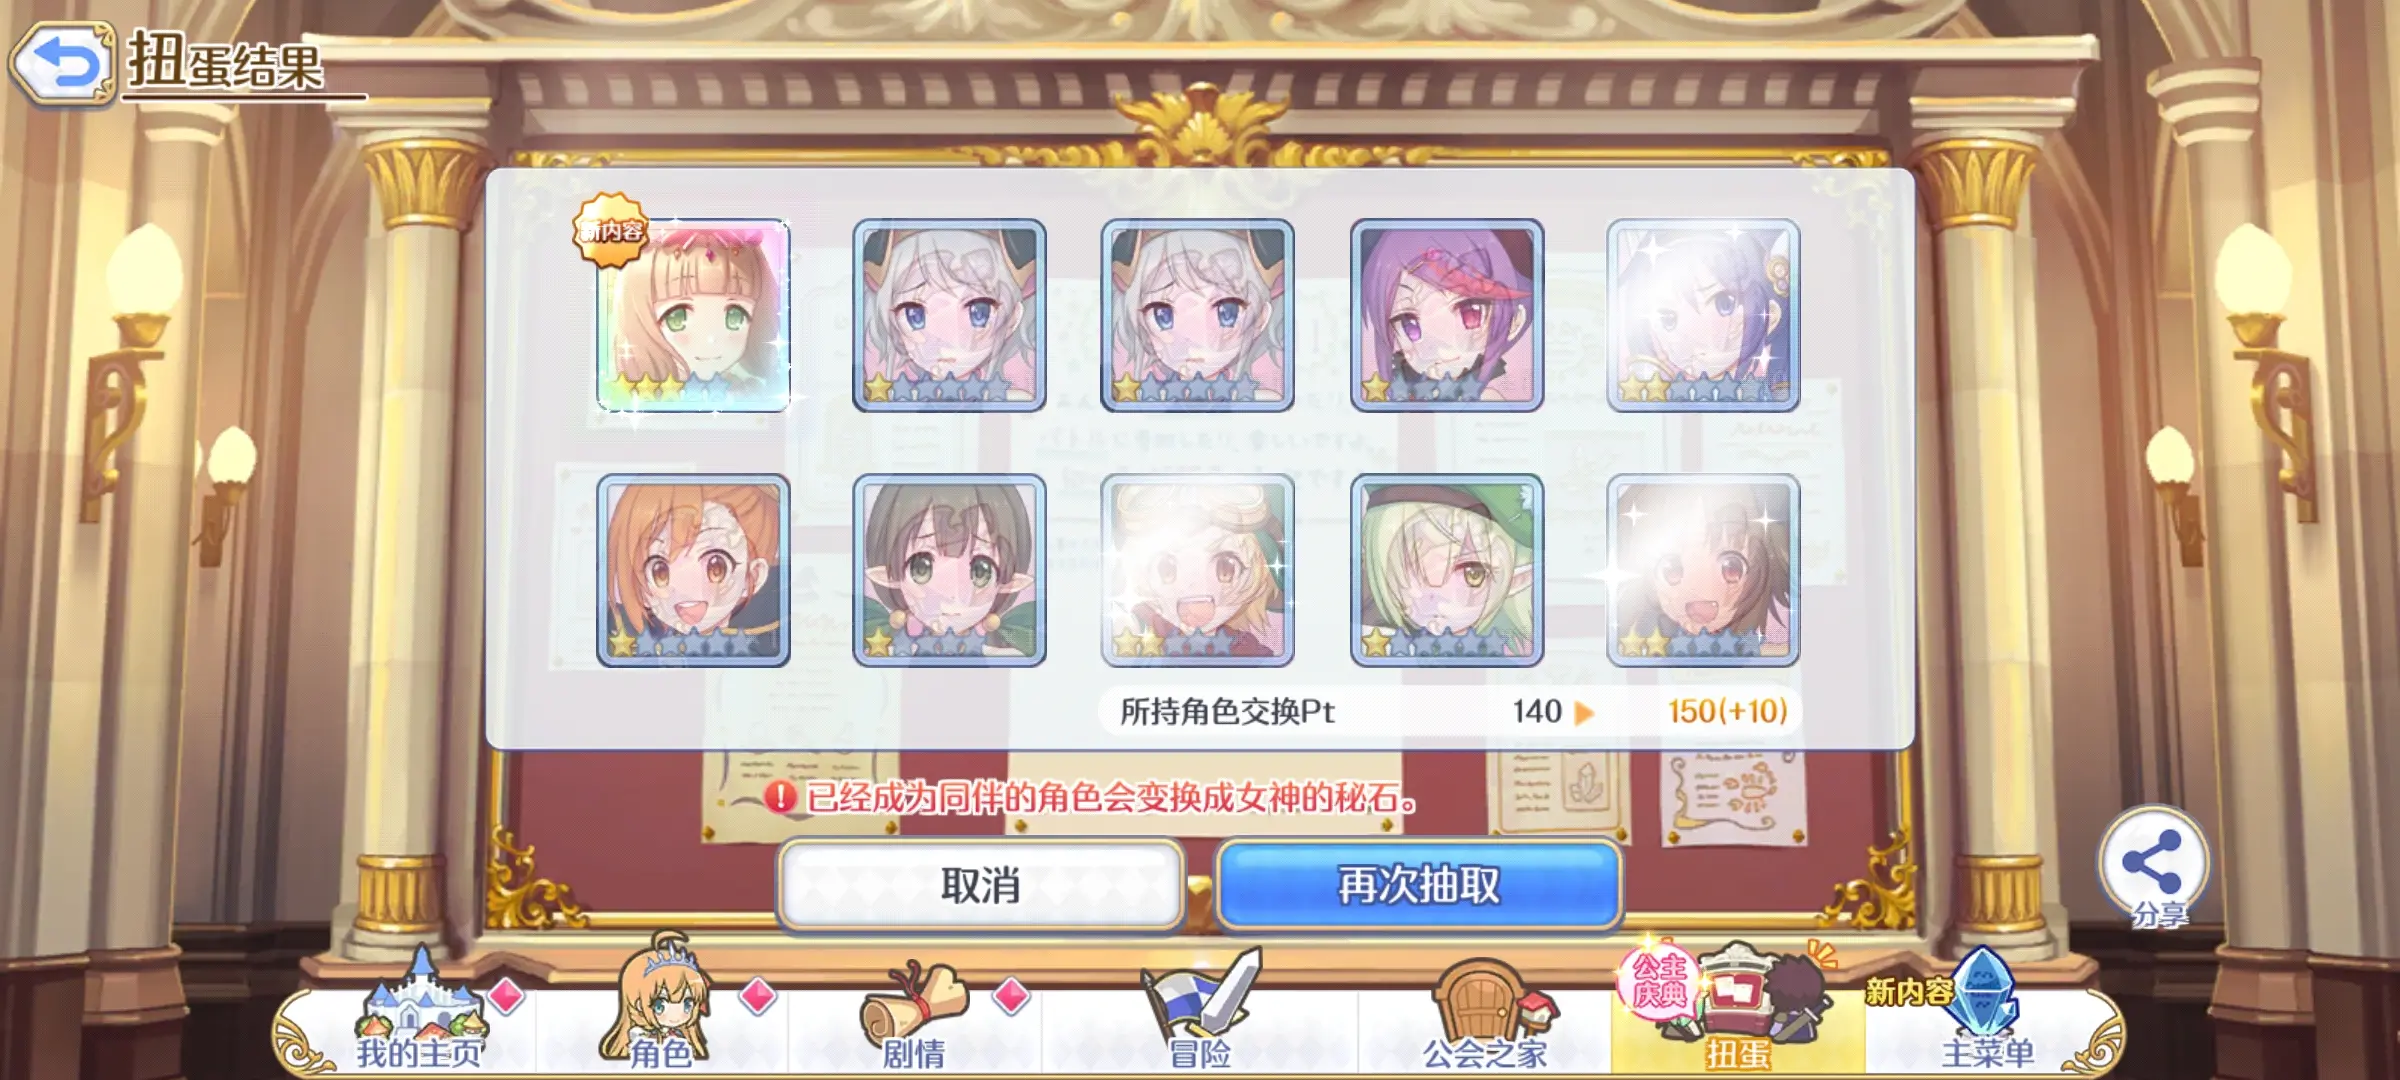 扭蛋结果
新内容
所持角色交换Pt 140 150(+10)
已经成为同伴的角色会变换成女神的秘石。
取消
再次抽取
分享
公主
庆典
新内容
我的主页
角色
剧情
冒险
公会之家
扭蛋
主菜单